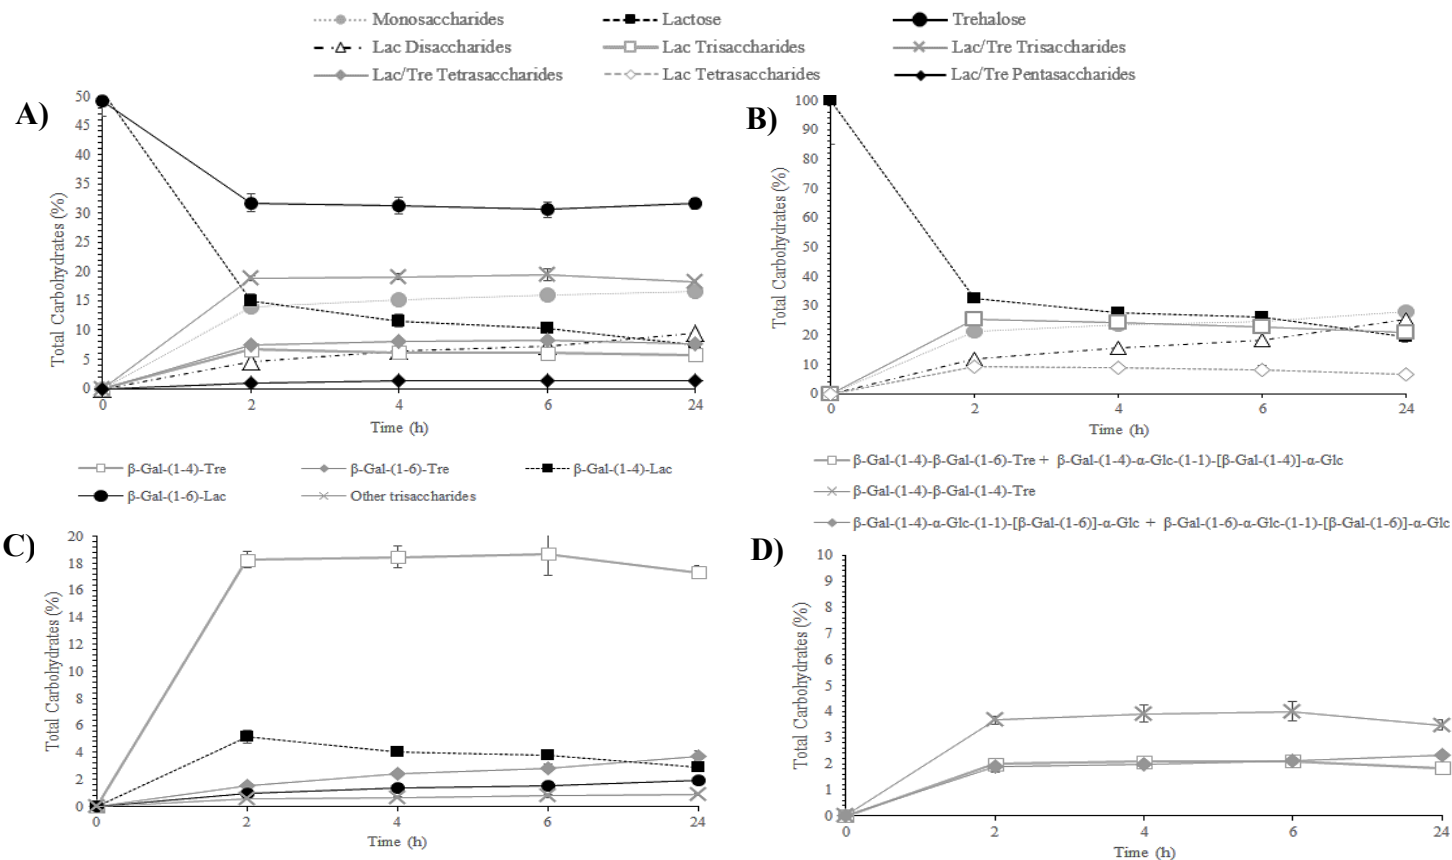 Monosaccharides Lactose Trehalose
Lac Disaccharides Lac Trisaccharides Lac/Tre Trisaccharides
Lac/Tre Tetrasaccharides Lac Tetrasaccharides Lac/Tre Pentasaccharides
A)
50
45
40
35
30
25
20
15
10
5
0
Total Carbohydrates (%)
0 2 4 6 24
Time (h)
B)
100
90
80
70
60
50
40
30
20
10
0
Total Carbohydrates (%)
0 2 4 6 24
Time (h)
β-Gal-(1-4)-Tre β-Gal-(1-6)-Tre β-Gal-(1-4)-Lac
β-Gal-(1-6)-Lac Other trisaccharides
C)
20
18
16
14
12
10
8
6
4
2
0
Total Carbohydrates (%)
0 2 4 6 24
Time (h)
β-Gal-(1-4)-β-Gal-(1-6)-Tre + β-Gal-(1-4)-α-Glc-(1-1)-[β-Gal-(1-4)]-α-Glc
β-Gal-(1-4)-β-Gal-(1-4)-Tre
β-Gal-(1-4)-α-Glc-(1-1)-[β-Gal-(1-6)]-α-Glc + β-Gal-(1-6)-α-Glc-(1-1)-[β-Gal-(1-6)]-α-Glc
D)
10
9
8
7
6
5
4
3
2
1
0
Total Carbohydrates (%)
0 2 4 6 24
Time (h)